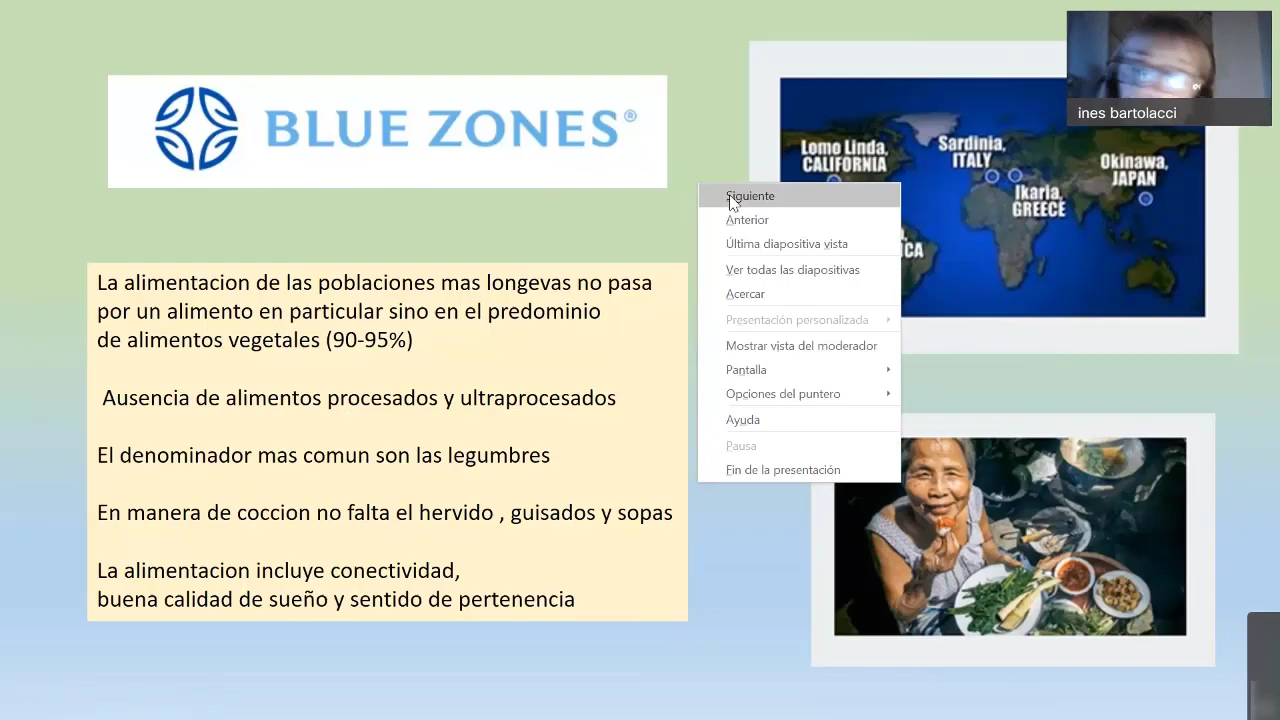 BLUE ZONES®
ines bartolacci
Lomo Linda,
CALIFORNIA
Sardinia,
ITALY
Ikaria,
GREECE
Okinawa,
JAPAN
Siguiente
Anterior
Última diapositiva vista
Ver todas las diapositivas
Acercar
Presentación personalizada
Mostrar vista del moderador
Pantalla
Opciones del puntero
Ayuda
Pausa
Fin de la presentación
La alimentacion de las poblaciones mas longevas no pasa
por un alimento en particular sino en el predominio
de alimentos vegetales (90-95%)
Ausencia de alimentos procesados y ultraprocesados
El denominador mas comun son las legumbres
En manera de coccion no falta el hervido , guisados y sopas
La alimentacion incluye conectividad,
buena calidad de sueño y sentido de pertenencia